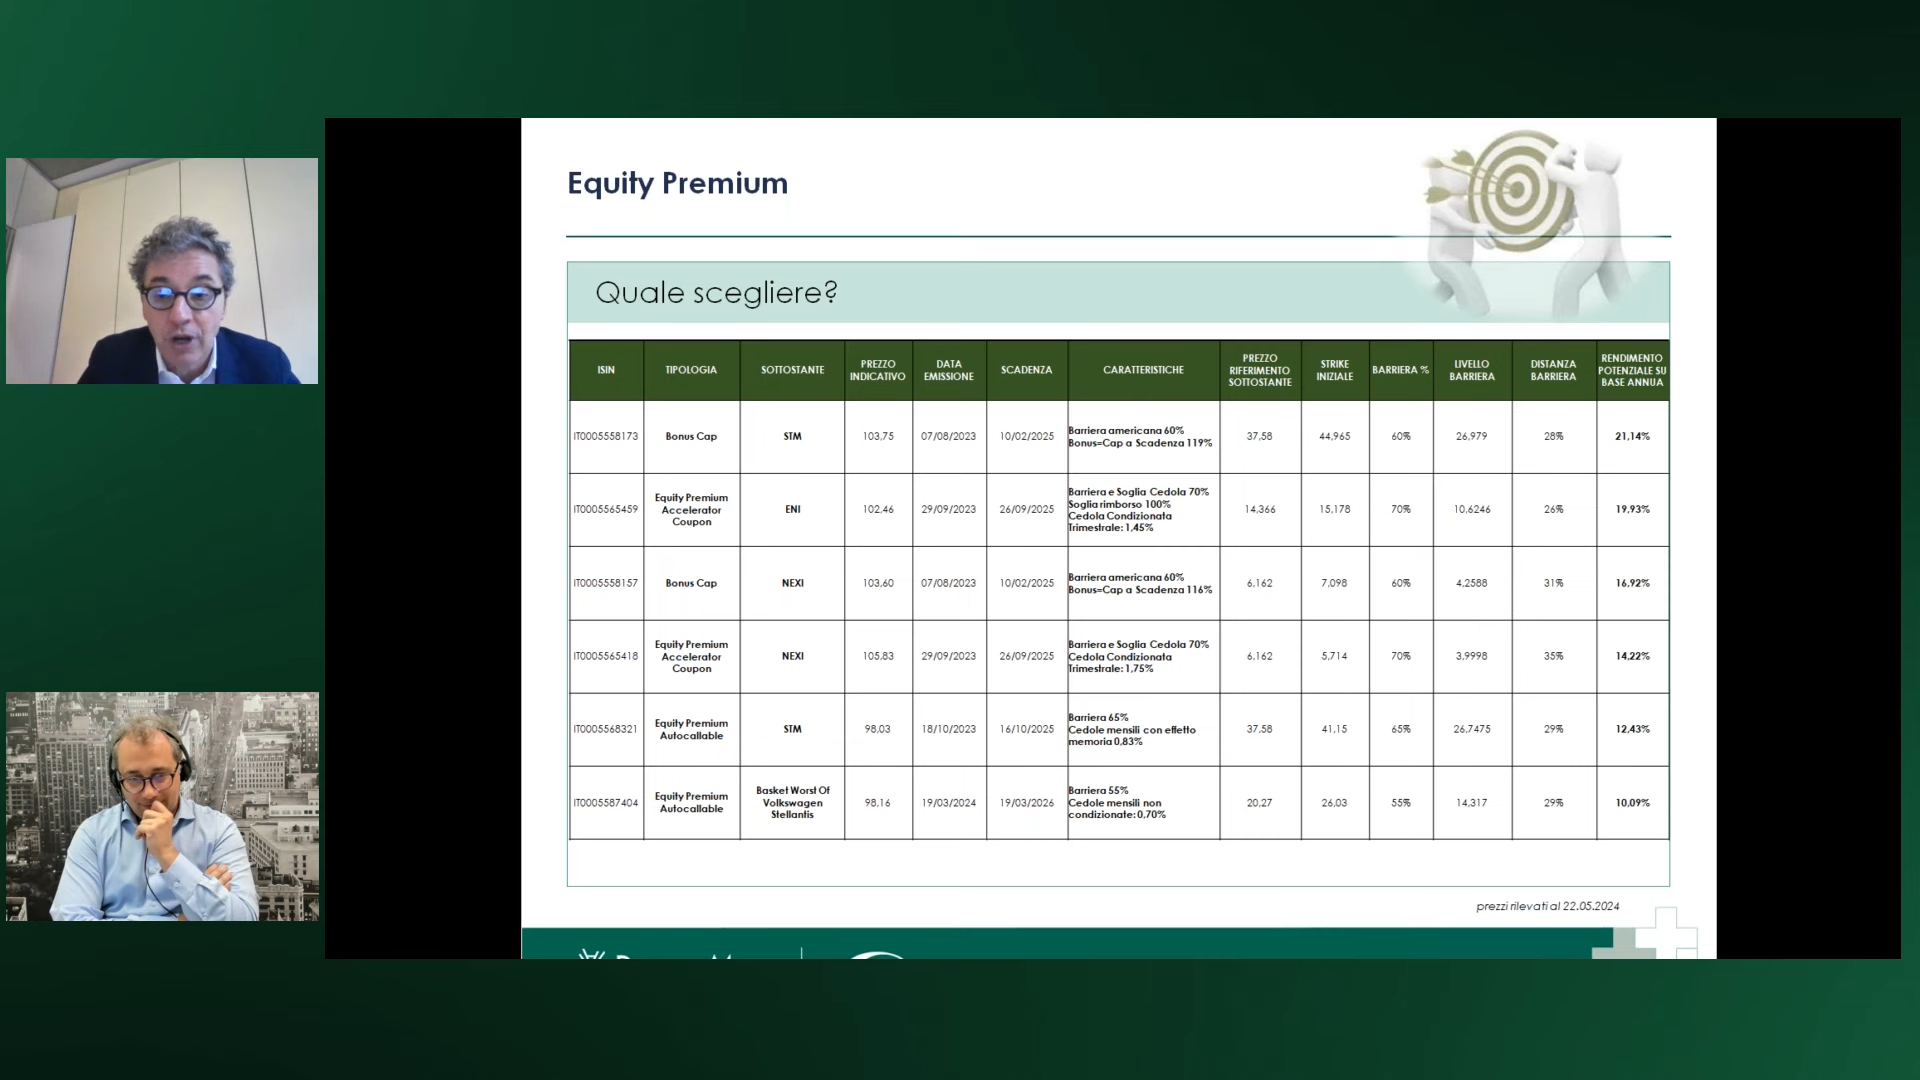 Equity Premium
Quale scegliere?
ISIN
TIPOLOGIA
SOTTOSTANTE
PREZZO
INDICATIVO
DATA
EMISSIONE
SCADENZA
CARATTERISTICHE
PREZZO
RIFERIMENTO
SOTTOSTANTE
STRIKE
INIZIALE
BARRIERA %
LIVELLO
BARRIERA
DISTANZA
BARRIERA
RENDIMENTO
POTENZIALE SU
BASE ANNUA
IT0005558173
Bonus Cap
STM
103,75
07/08/2023
10/02/2025
Barriera americana 60%
Bonus=Cap a Scadenza 119%
37,58
44,965
60%
26,979
28%
21,14%
IT0005565459
Equity Premium
Accelerator
Coupon
ENI
102,46
29/09/2023
26/09/2025
Barriera e Soglia Cedola 70%
Soglia rimborso 100%
Cedola Condizionata
Trimestrale: 1,45%
14,366
15,178
70%
10,6246
26%
19,93%
IT0005558157
Bonus Cap
NEXI
103,60
07/08/2023
10/02/2025
Barriera americana 60%
Bonus=Cap a Scadenza 116%
6,162
7,098
60%
4,2588
31%
16,92%
IT0005565418
Equity Premium
Accelerator
Coupon
NEXI
105,83
29/09/2023
26/09/2025
Barriera e Soglia Cedola 70%
Cedola Condizionata
Trimestrale: 1,75%
6,162
5,714
70%
3,9998
35%
14,22%
IT0005568321
Equity Premium
Autocallable
STM
98,03
18/10/2023
16/10/2025
Barriera 65%
Cedole mensili con effetto
memoria 0,83%
37,58
41,15
65%
26,7475
29%
12,43%
IT0005587404
Equity Premium
Autocallable
Basket Worst Of
Volkswagen
Stellantis
98,16
19/03/2024
19/03/2026
Barriera 55%
Cedole mensili non
condizionate: 0,70%
20,27
26,03
55%
14,317
29%
10,09%
prezzi rilevati al 22.05.2024